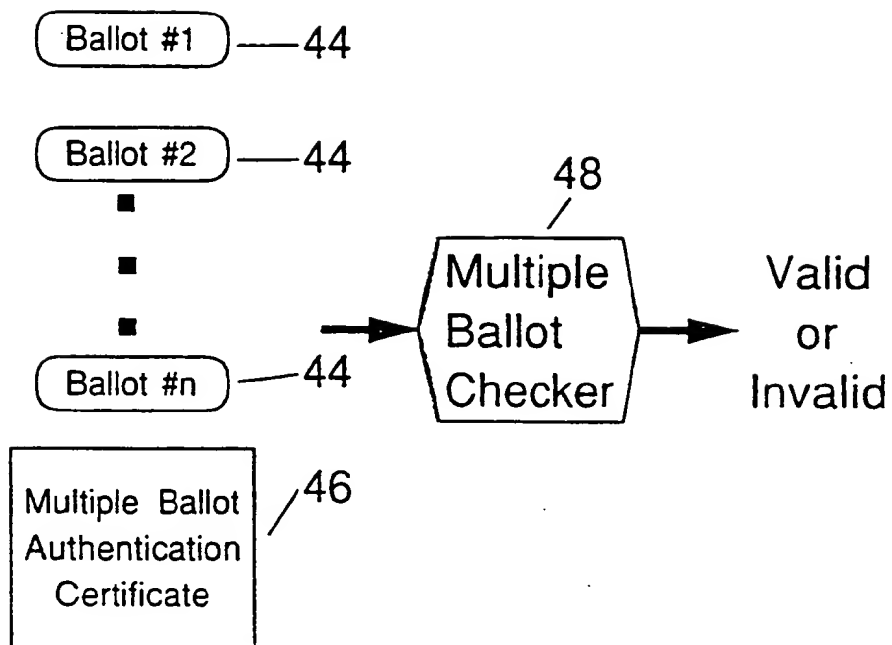 Ballot #1 44
Ballot #2 44
48
Multiple
Ballot
Checker
Valid
or
Invalid
Ballot #n 44
46
Multiple Ballot
Authentication
Certificate